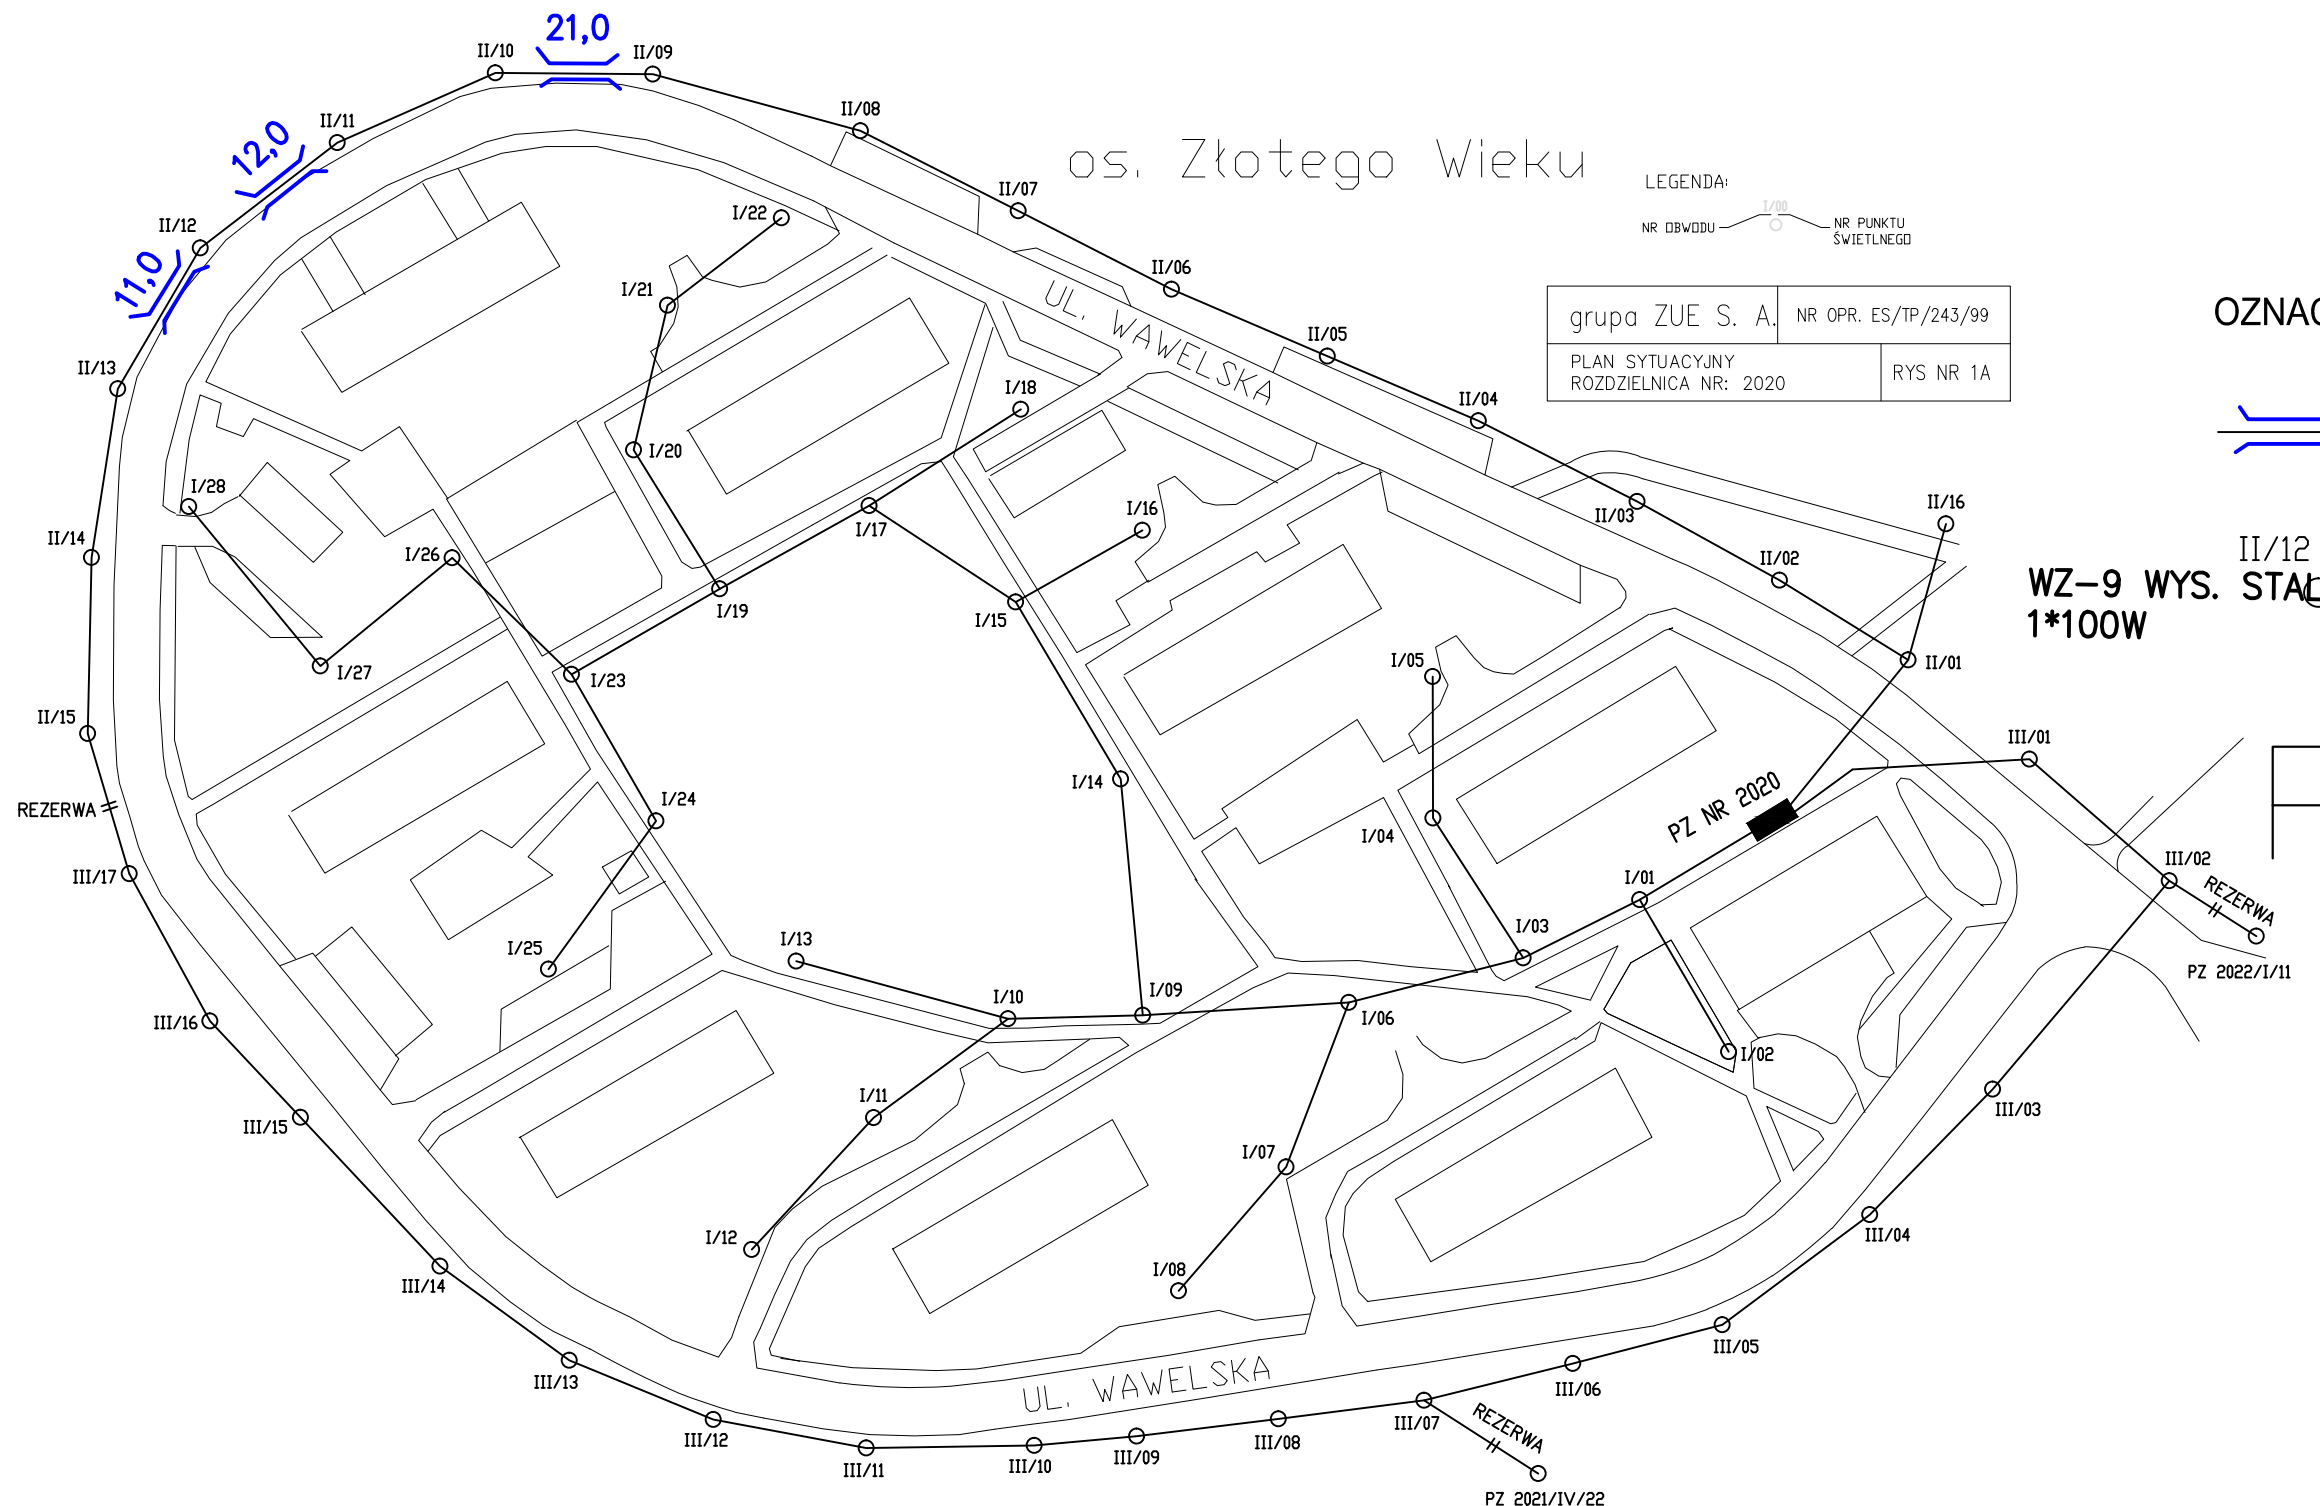 21,0
II/10
II/09
II/08
II/11
12,0
os. Złotego Wieku
LEGENDA:
I/00
NR OBWODU
NR PUNKTU
ŚWIETLNEGO
II/07
I/22
II/12
11,0
II/06
I/21
UL. WAWELSKA
grupa ZUE S. A.
NR OPR. ES/TP/243/99
PLAN SYTUACYJNY
ROZDZIELNICA NR: 2020
RYS NR 1A
OZNAC
II/05
II/13
I/18
II/04
I/20
I/28
I/17
I/16
II/03
II/16
II/14
I/26
II/02
II/12
WZ-9 WYS. STAL
1*100W
I/19
I/15
I/27
I/23
I/05
II/01
II/15
III/01
I/14
REZERWA
I/24
I/04
PZ NR 2020
III/17
I/01
III/02
REZERWA
PZ 2022/I/11
I/25
I/13
I/03
III/16
I/10
I/09
I/06
I/02
III/15
I/11
III/03
I/07
I/12
III/04
III/14
I/08
III/05
III/13
UL. WAWELSKA
III/06
III/12
III/07
REZERWA
III/11
III/10
III/09
III/08
PZ 2021/IV/22